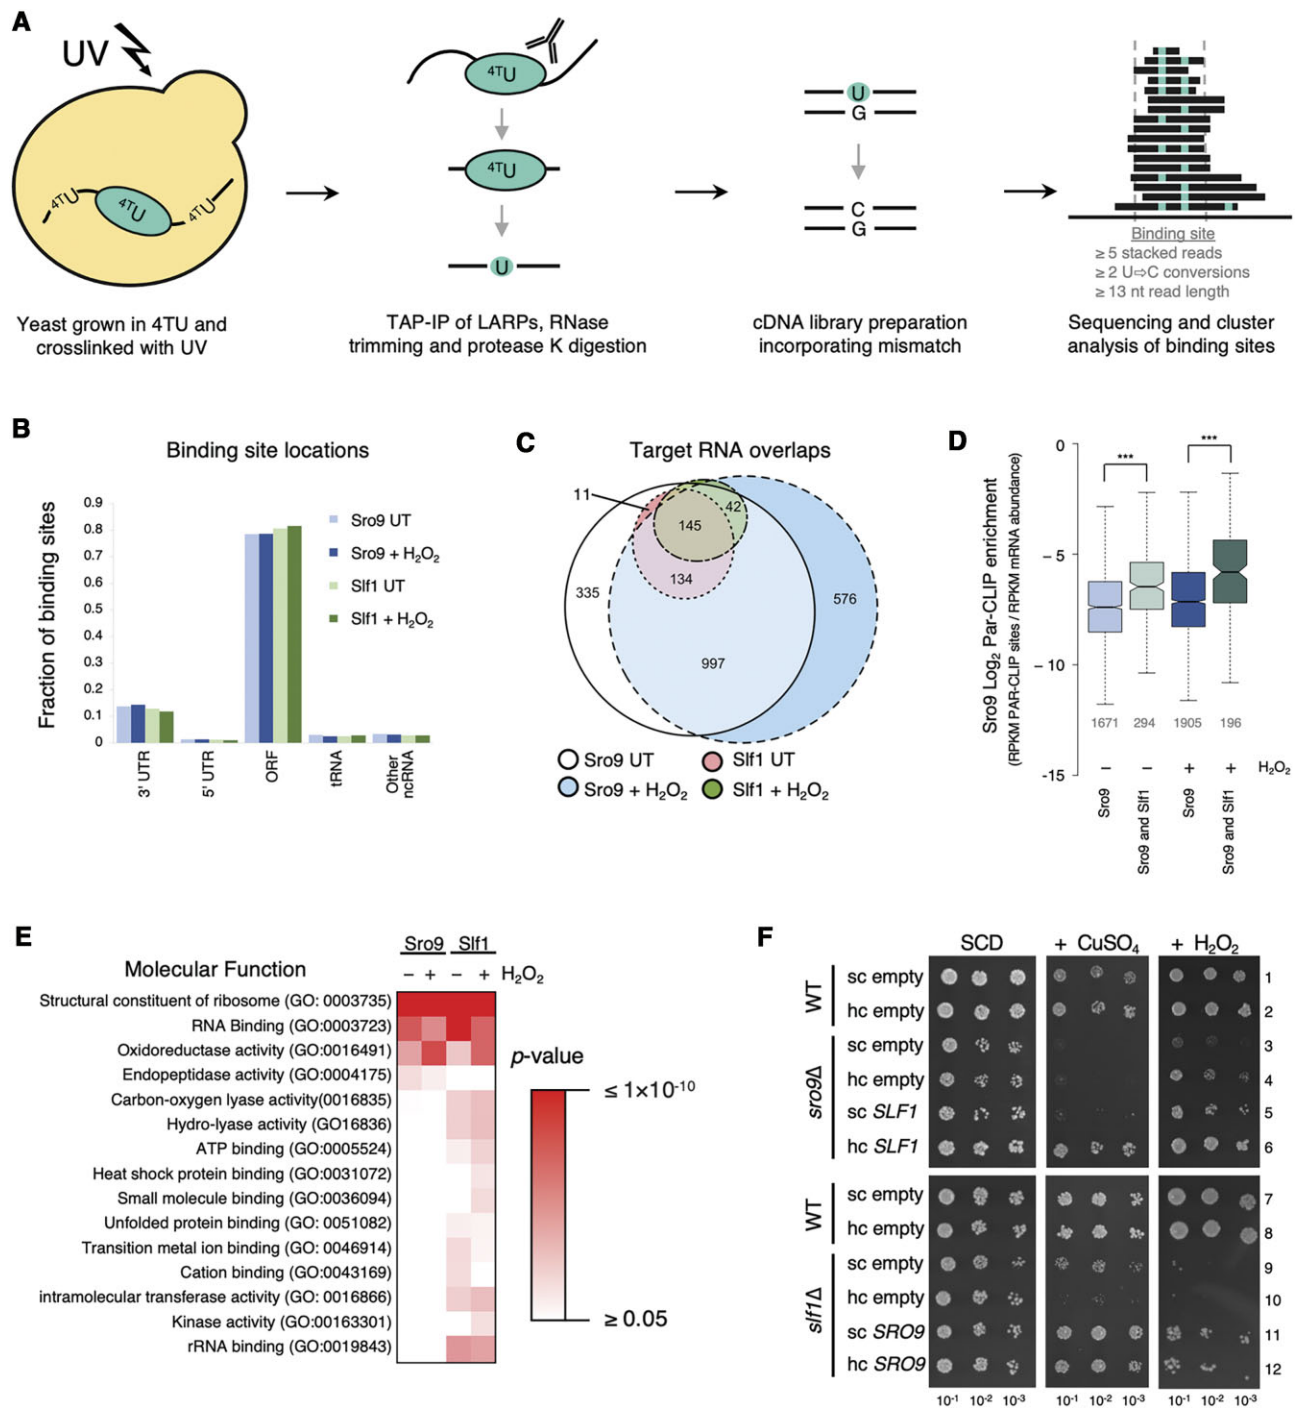 A
UV
4TU
4TU
4TU
4TU
4TU
U
U
G
C
G
Binding site
≥ 5 stacked reads
≥ 2 U⇨C conversions
≥ 13 nt read length
Yeast grown in 4TU and
crosslinked with UV
TAP-IP of LARPs, RNase
trimming and protease K digestion
cDNA library preparation
incorporating mismatch
Sequencing and cluster
analysis of binding sites
B
Binding site locations
Fraction of binding sites
0.9
0.8
0.7
0.6
0.5
0.4
0.3
0.2
0.1
0
Sro9 UT
Sro9 + H₂O₂
Slf1 UT
Slf1 + H₂O₂
3' UTR
5' UTR
ORF
tRNA
Other
ncRNA
C
Target RNA overlaps
11
42
145
134
335
576
997
Sro9 UT
Slf1 UT
Sro9 + H₂O₂
Slf1 + H₂O₂
D
Sro9 Log₂ Par-CLIP enrichment
(RPKM PAR-CLIP sites / RPKM mRNA abundance)
0
–5
–10
-15
***
***
1671
294
1905
196
–
–
+
+
H₂O₂
Sro9
Sro9 and Slf1
Sro9
Sro9 and Slf1
E
Sro9 Slf1
Molecular Function
– + – + H₂O₂
Structural constituent of ribosome (GO: 0003735)
RNA Binding (GO:0003723)
Oxidoreductase activity (GO:0016491)
Endopeptidase activity (GO:0004175)
Carbon-oxygen lyase activity(0016835)
Hydro-lyase activity (GO16836)
ATP binding (GO:0005524)
Heat shock protein binding (GO:0031072)
Small molecule binding (GO:0036094)
Unfolded protein binding (GO: 0051082)
Transition metal ion binding (GO: 0046914)
Cation binding (GO:0043169)
intramolecular transferase activity (GO: 0016866)
Kinase activity (GO:00163301)
rRNA binding (GO:0019843)
p-value
≤ 1×10⁻¹⁰
≥ 0.05
F
SCD
+ CuSO₄
+ H₂O₂
WT
sc empty
1
hc empty
2
sro9Δ
sc empty
3
hc empty
4
sc SLF1
5
hc SLF1
6
WT
sc empty
7
hc empty
8
slf1Δ
sc empty
9
hc empty
10
sc SRO9
11
hc SRO9
12
10⁻¹ 10⁻² 10⁻³ 10⁻¹ 10⁻² 10⁻³ 10⁻¹ 10⁻² 10⁻³